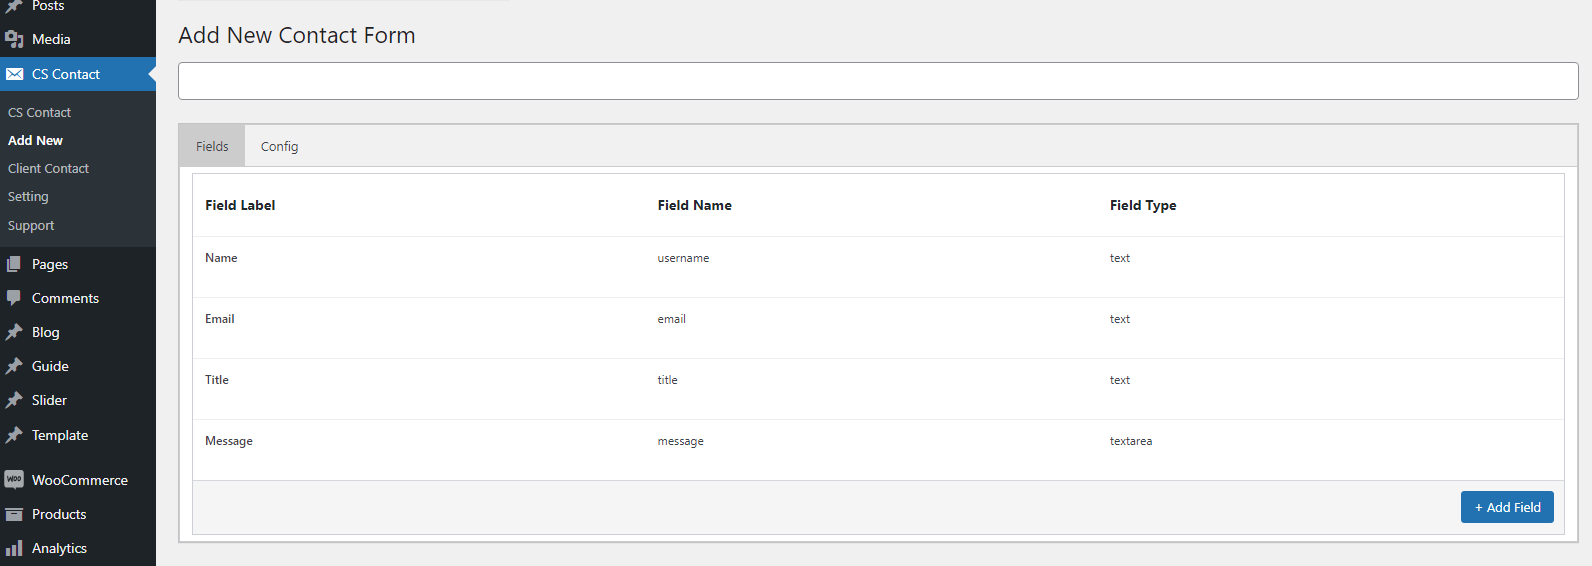 Posts
Media
CS Contact
CS Contact
Add New
Client Contact
Setting
Support
Pages
Comments
Blog
Guide
Slider
Template
WOO WooCommerce
Products
Analytics
Add New Contact Form
Fields Config
Field Label Field Name Field Type
Name username text
Email email text
Title title text
Message message textarea
+ Add Field